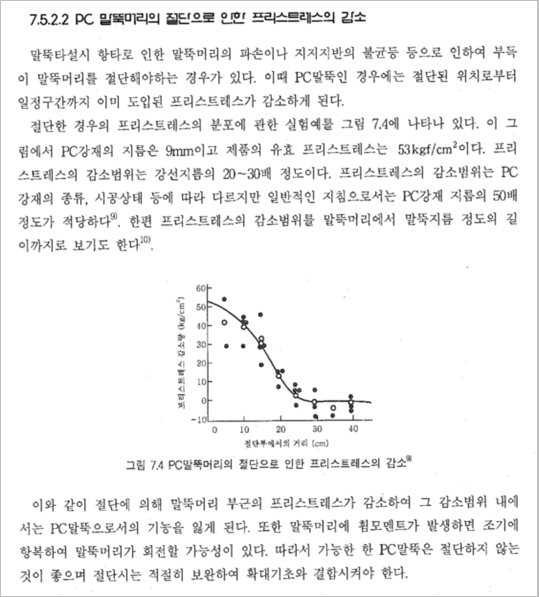 7.5.2.2 PC 말뚝머리의 절단으로 인한 프리스트레스의 감소
말뚝타설시 항타로 인한 말뚝머리의 파손이나 지지지반의 불균등 등으로 인하여 부득
이 말뚝머리를 절단해야하는 경우가 있다. 이때 PC말뚝인 경우에는 절단된 위치로부터
일정구간까지 이미 도입된 프리스트레스가 감소하게 된다.
절단한 경우의 프리스트레스의 분포에 관한 실험예를 그림 7.4에 나타나 있다. 이 그
림에서 PC강재의 지름은 9mm이고 제품의 유효 프리스트레스는 53kgf/cm²이다. 프리
스트레스의 감소범위는 강선지름의 20~30배 정도이다. 프리스트레스의 감소범위는 PC
강재의 종류, 시공상태 등에 따라 다르지만 일반적인 지침으로서는 PC강재 지름의 50배
정도가 적당하다⁹⁾. 한편 프리스트레스의 감소범위를 말뚝머리에서 말뚝지름 정도의 길
이까지로 보기도 한다¹⁰⁾.
프리스트레스 감소량 (kg/cm²)
60
50
40
30
20
10
0
-10
0 10 20 30 40
절단부에서의 거리 (cm)
그림 7.4 PC말뚝머리의 절단으로 인한 프리스트레스의 감소⁹⁾
이와 같이 절단에 의해 말뚝머리 부근의 프리스트레스가 감소하여 그 감소범위 내에
서는 PC말뚝으로서의 기능을 잃게 된다. 또한 말뚝머리에 휨모멘트가 발생하면 조기에
항복하여 말뚝머리가 회전할 가능성이 있다. 따라서 가능한 한 PC말뚝은 절단하지 않는
것이 좋으며 절단시는 적절히 보완하여 확대기초와 결합시켜야 한다.